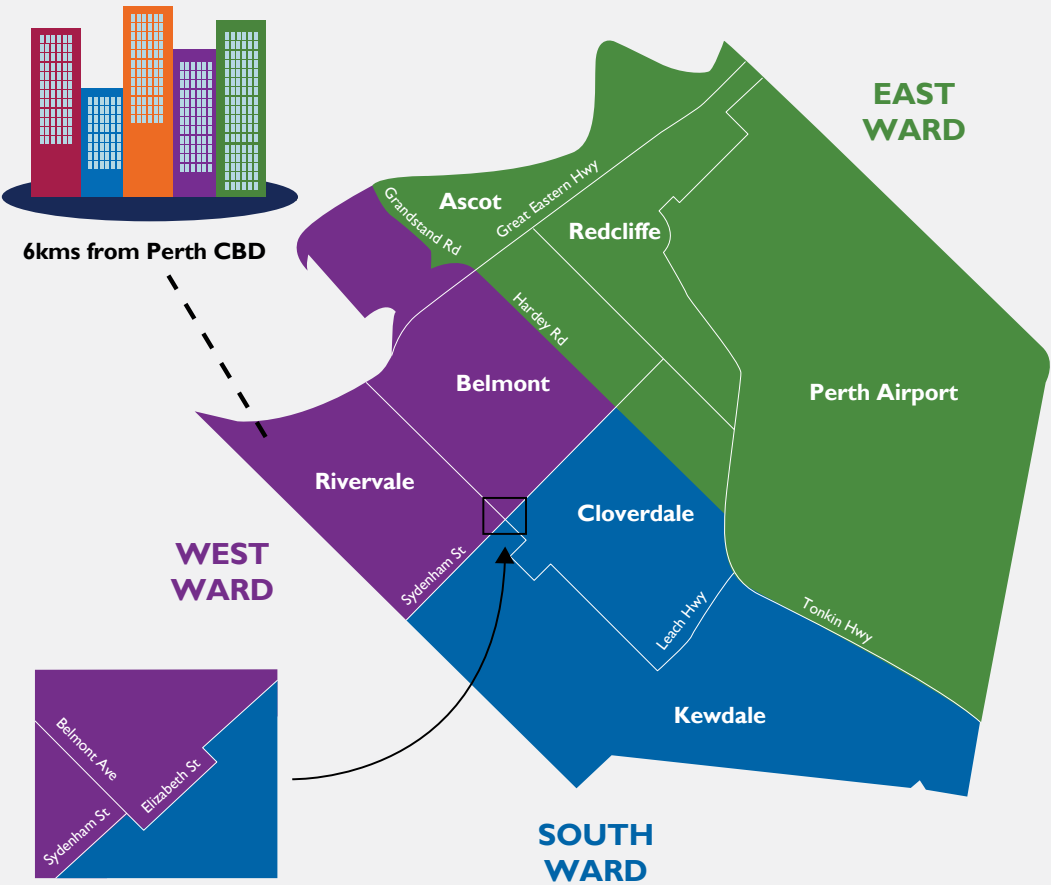 6kms from Perth CBD
EAST
WARD
Ascot
Grandstand Rd
Great Eastern Hwy
Redcliffe
Hardey Rd
Belmont
Perth Airport
Rivervale
Cloverdale
WEST
WARD
Sydenham St
Leach Hwy
Tonkin Hwy
Kewdale
Belmont Ave
Elizabeth St
Sydenham St
SOUTH
WARD